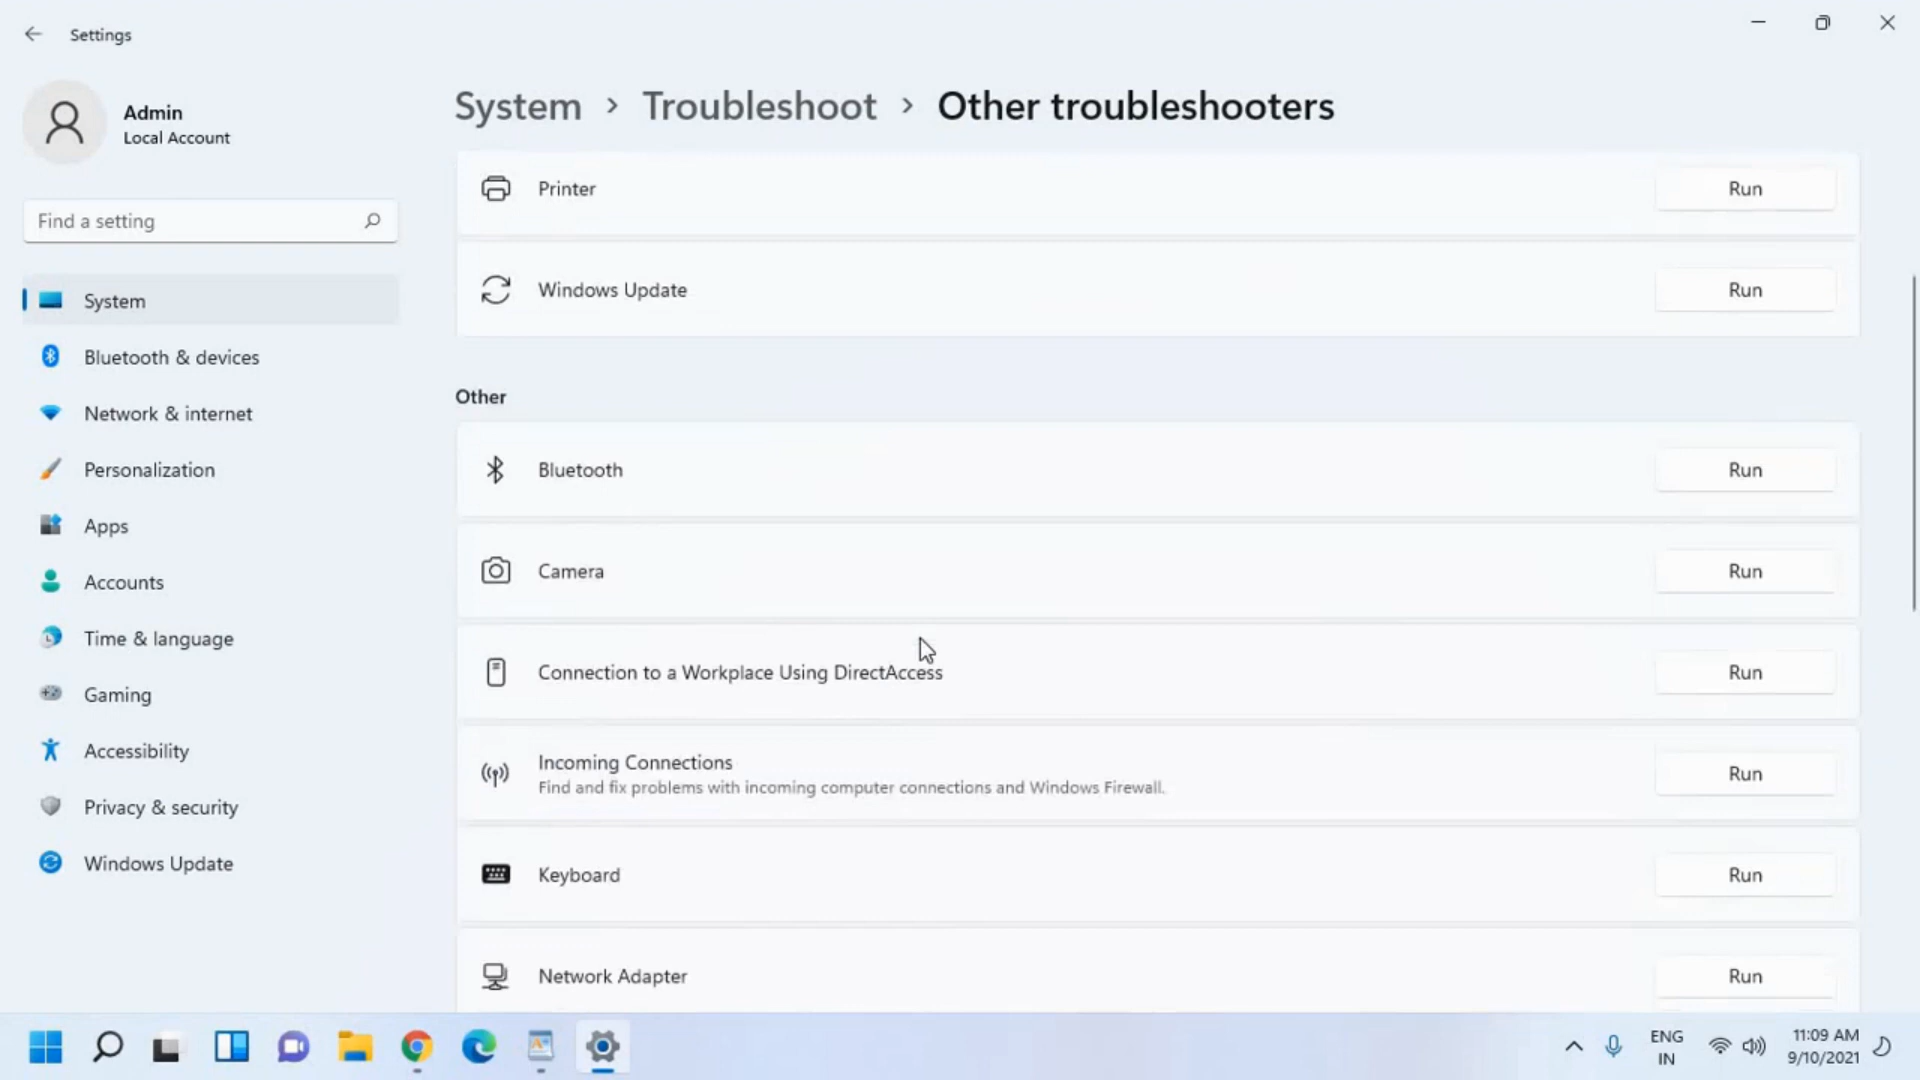 Settings
Admin
Local Account
Find a setting
System
Bluetooth & devices
Network & internet
Personalization
Apps
Accounts
Time & language
Gaming
Accessibility
Privacy & security
Windows Update
System > Troubleshoot > Other troubleshooters
Printer Run
Windows Update Run
Other
Bluetooth Run
Camera Run
Connection to a Workplace Using DirectAccess Run
Incoming Connections
Find and fix problems with incoming computer connections and Windows Firewall.
Run
Keyboard Run
Network Adapter Run
ENG
IN
11:09 AM
9/10/2021